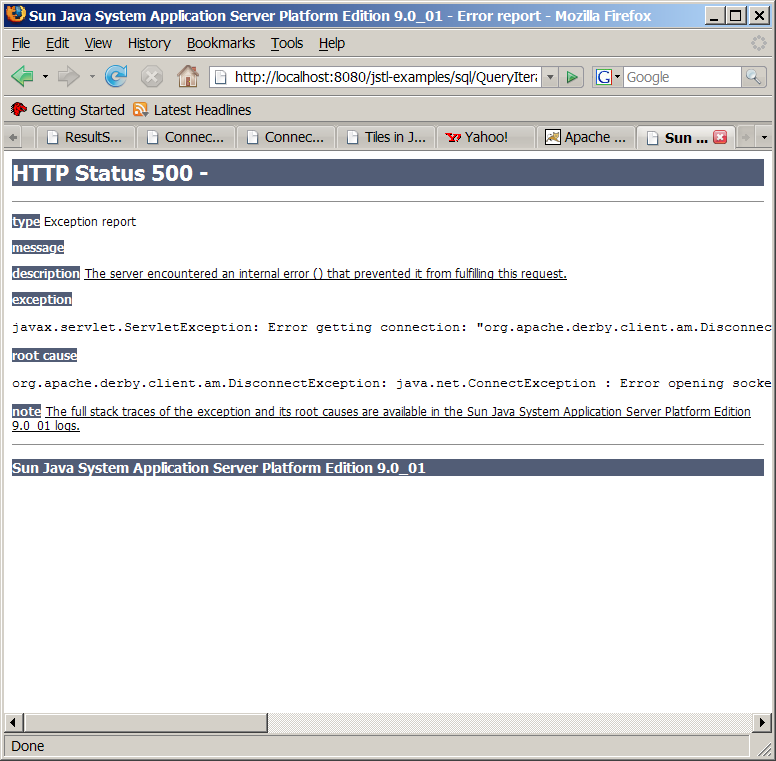 Sun Java System Application Server Platform Edition 9.0_01 - Error report - Mozilla Firefox
File Edit View History Bookmarks Tools Help
http://localhost:8080/jstl-examples/sql/QueryItera
G Google
Getting Started Latest Headlines
ResultS... Connec... Connec... Tiles in J... Yahoo! Apache ... Sun ...
HTTP Status 500 -
type Exception report
message
description The server encountered an internal error () that prevented it from fulfilling this request.
exception
javax.servlet.ServletException: Error getting connection: "org.apache.derby.client.am.Disconnec
root cause
org.apache.derby.client.am.DisconnectException: java.net.ConnectException : Error opening socke
note The full stack traces of the exception and its root causes are available in the Sun Java System Application Server Platform Edition
9.0_01 logs.
Sun Java System Application Server Platform Edition 9.0_01
Done